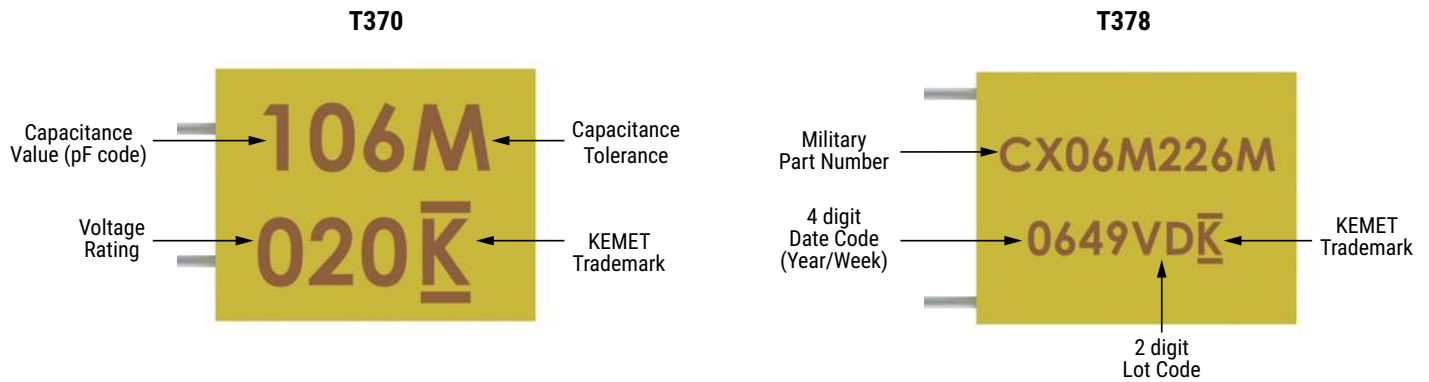 T370
Capacitance
Value (pF code)
106M
Capacitance
Tolerance
Voltage
Rating
020K
KEMET
Trademark
T378
Military
Part Number
CX06M226M
4 digit
Date Code
(Year/Week)
0649VDK
KEMET
Trademark
2 digit
Lot Code